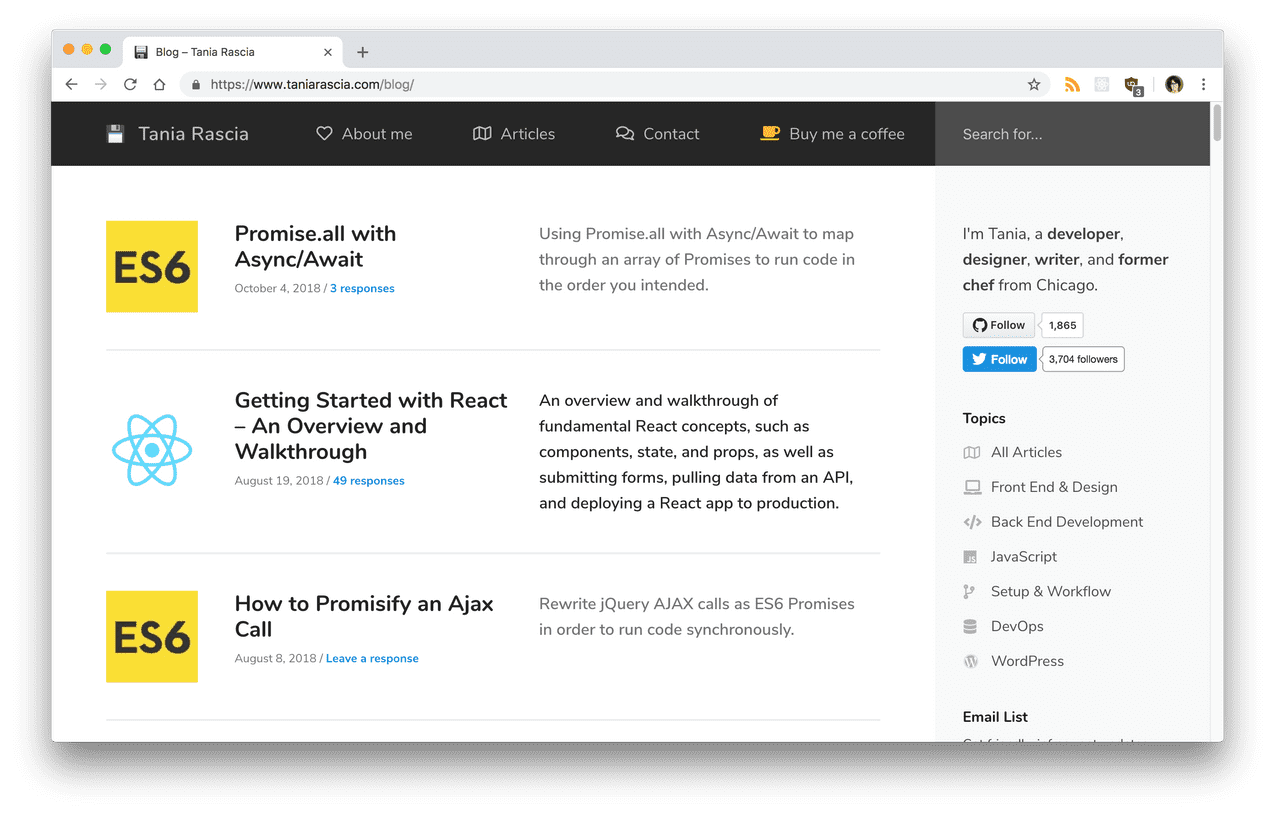 Blog – Tania Rascia
https://www.taniarascia.com/blog/
3
Tania Rascia
About me
Articles
Contact
Buy me a coffee
Search for...
ES6
Promise.all with
Async/Await
October 4, 2018 / 3 responses
Using Promise.all with Async/Await to map
through an array of Promises to run code in
the order you intended.
Getting Started with React
– An Overview and
Walkthrough
August 19, 2018 / 49 responses
An overview and walkthrough of
fundamental React concepts, such as
components, state, and props, as well as
submitting forms, pulling data from an API,
and deploying a React app to production.
ES6
How to Promisify an Ajax
Call
August 8, 2018 / Leave a response
Rewrite jQuery AJAX calls as ES6 Promises
in order to run code synchronously.
I'm Tania, a developer,
designer, writer, and former
chef from Chicago.
Follow 1,865
Follow 3,704 followers
Topics
All Articles
Front End & Design
Back End Development
JS JavaScript
Setup & Workflow
DevOps
WordPress
Email List